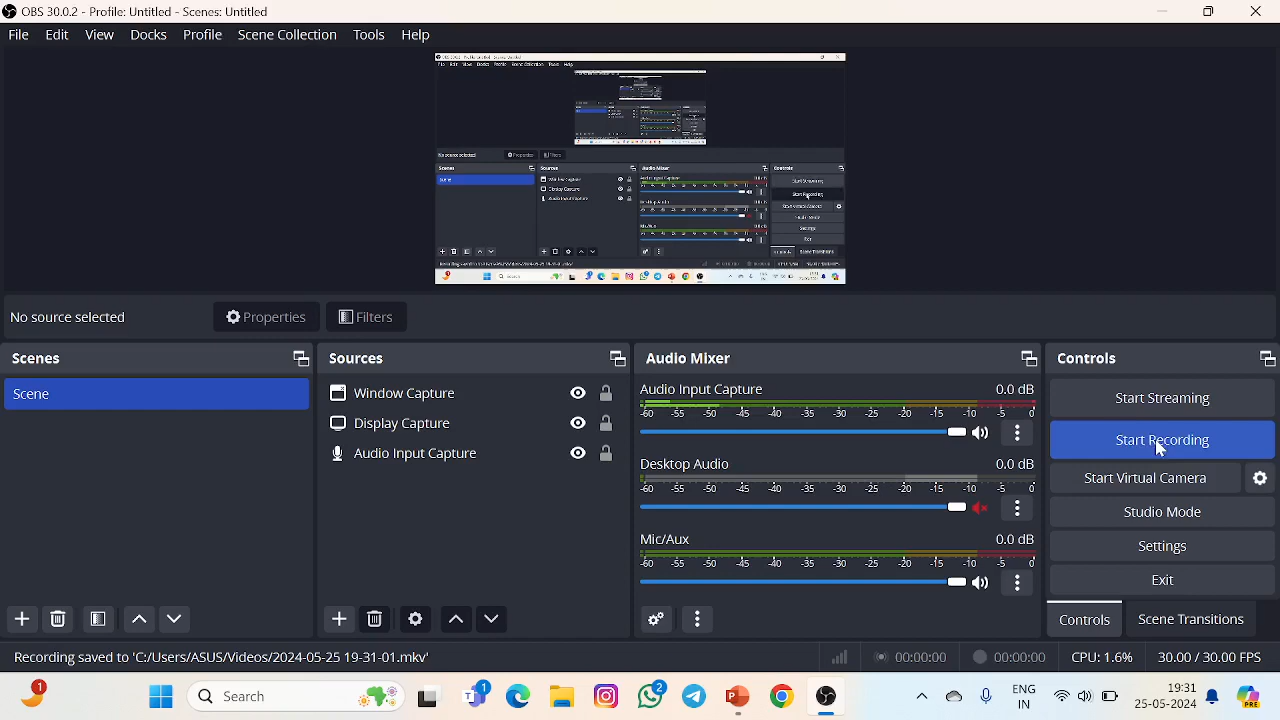 OBS 30.0.2 - Profile: Untitled - Scenes: Untitled
File Edit View Docks Profile Scene Collection Tools Help
No source selected Properties Filters
Scenes
Scene
Sources
Window Capture
Display Capture
Audio Input Capture
Audio Mixer
Audio Input Capture 0.0 dB
-60 -55 -50 -45 -40 -35 -30 -25 -20 -15 -10 -5 0
Desktop Audio 0.0 dB
-60 -55 -50 -45 -40 -35 -30 -25 -20 -15 -10 -5 0
Mic/Aux 0.0 dB
-60 -55 -50 -45 -40 -35 -30 -25 -20 -15 -10 -5 0
Controls
Start Streaming
Start Recording
Start Virtual Camera
Studio Mode
Settings
Exit
Controls Scene Transitions
Recording saved to 'C:/Users/ASUS/Videos/2024-05-25 19-31-01.mkv' 00:00:00 00:00:00 CPU: 1.6% 30.00 / 30.00 FPS
1 Search 1 2 ENG 19:31 PRE
IN 25-05-2024